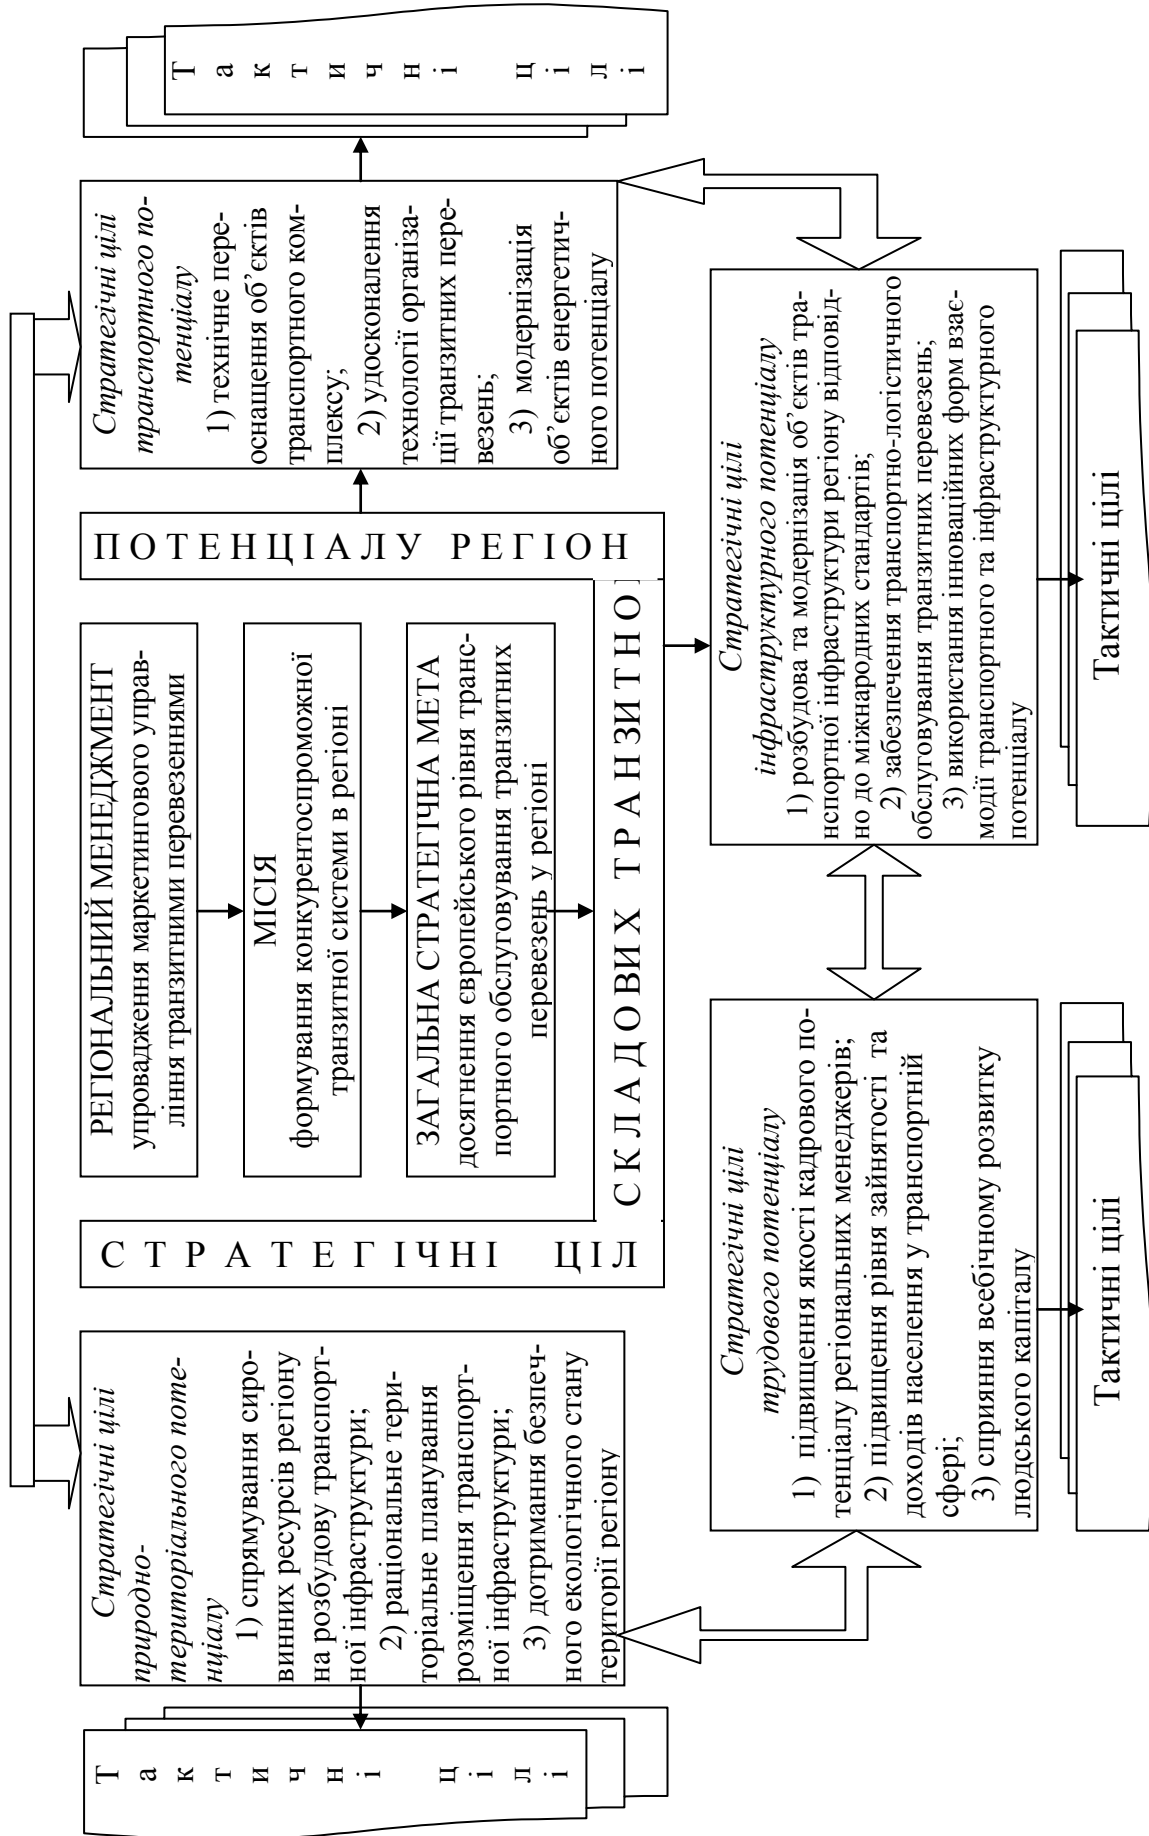 Тактичні цілі
Стратегічні цілі
природно-
територіального поте-
нціалу
1) спрямування сиро-
винних ресурсів регіону
на розбудову транспорт-
ної інфраструктури;
2) раціональне тери-
торіальне планування
розміщення транспорт-
ної інфраструктури;
3) дотримання безпеч-
ного екологічного стану
території регіону
СТРАТЕГІЧНІ ЦІЛ
РЕГІОНАЛЬНИЙ МЕНЕДЖМЕНТ
упровадження маркетингового управ-
ління транзитними перевезеннями
МІСІЯ
формування конкурентоспроможної
транзитної системи в регіоні
ЗАГАЛЬНА СТРАТЕГІЧНА МЕТА
досягнення європейського рівня транс-
портного обслуговування транзитних
перевезень у регіоні
СКЛАДОВИХ ТРАНЗИТНО
ПОТЕНЦІАЛУ РЕГІОН
Стратегічні цілі
транспортного по-
тенціалу
1) технічне пере-
оснащення об’єктів
транспортного ком-
плексу;
2) удосконалення
технології організа-
ції транзитних пере-
везень;
3) модернізація
об’єктів енергетич-
ного потенціалу
Тактичні цілі
Стратегічні цілі
трудового потенціалу
1) підвищення якості кадрового по-
тенціалу регіональних менеджерів;
2) підвищення рівня зайнятості та
доходів населення у транспортній
сфері;
3) сприяння всебічному розвитку
людського капіталу
Тактичні цілі
Стратегічні цілі
інфраструктурного потенціалу
1) розбудова та модернізація об’єктів тра-
нспортної інфраструктури регіону відповід-
но до міжнародних стандартів;
2) забезпечення транспортно-логістичного
обслуговування транзитних перевезень;
3) використання інноваційних форм взає-
модії транспортного та інфраструктурного
потенціалу
Тактичні цілі